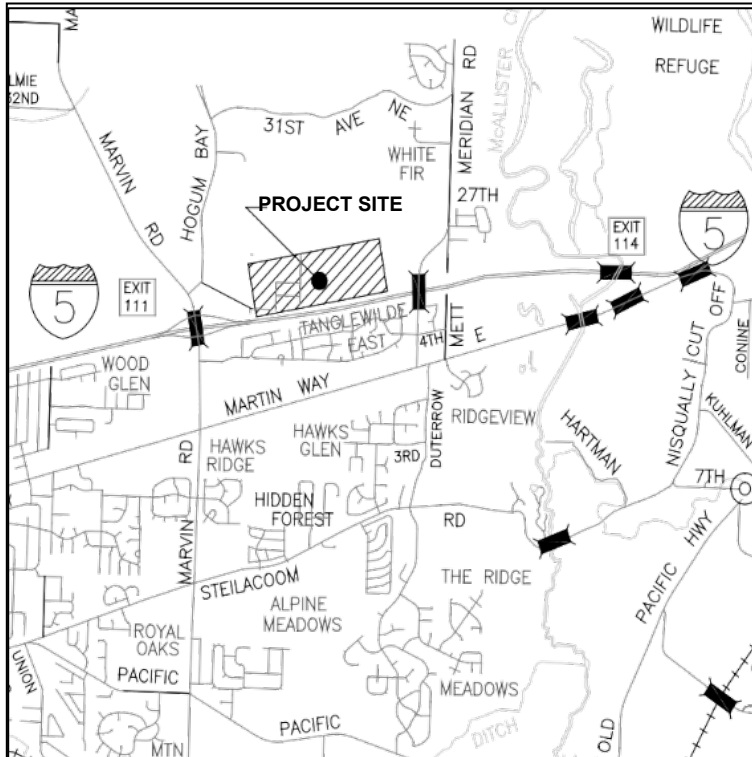 MA
WILDLIFE
REFUGE
LMIE
32ND
MARVIN
RD
HOGUM BAY
31ST AVE NE
WHITE
FIR
MERIDIAN RD
McALLISTER
27TH
PROJECT SITE
EXIT
114
5
EXIT
111
5
TANGLEWILDE
EAST
4TH
METT
E
NISQUALLY CUT OFF
CONINE
WOOD
GLEN
MARTIN WAY
DUTERROW
RIDGEVIEW
HARTMAN
KUHLMAN
HAWKS
RIDGE
HAWKS
GLEN
3RD
7TH
MARVIN RD
HIDDEN
FOREST
STEILACOOM
RD
THE RIDGE
ALPINE
MEADOWS
OLD PACIFIC HWY
ROYAL
OAKS
UNION
PACIFIC
PACIFIC
MEADOWS
DITCH
MTN